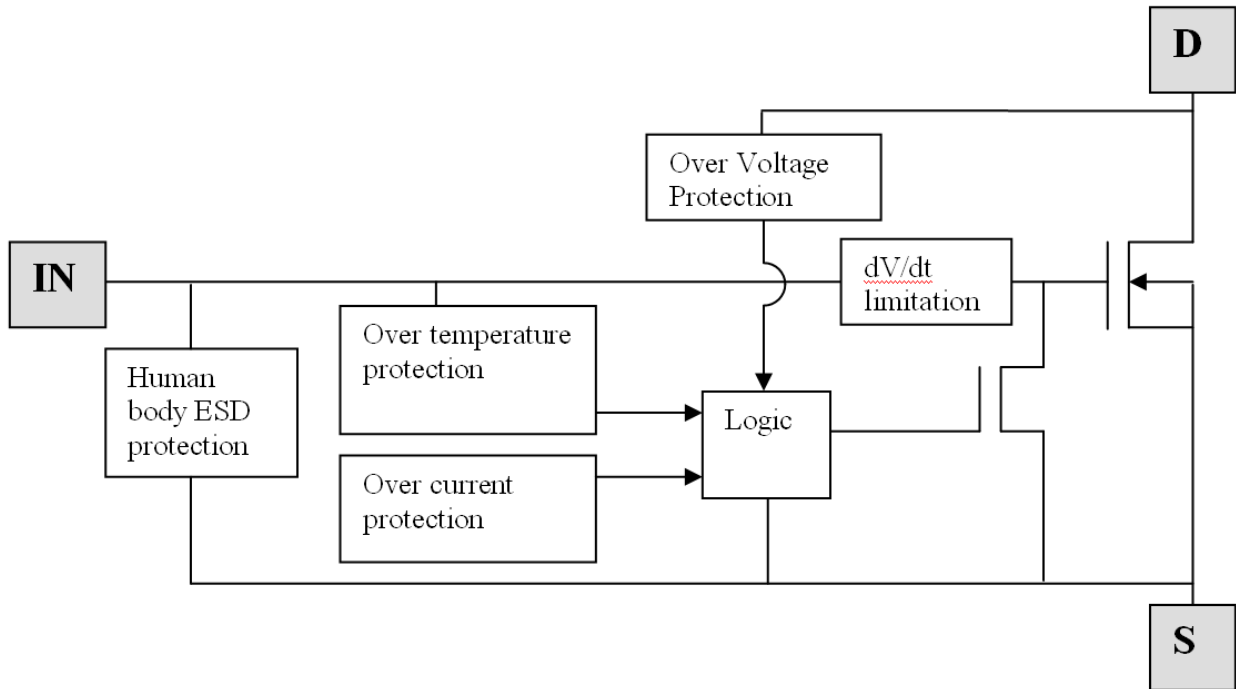 D
Over Voltage
Protection
IN
dV/dt
limitation
Over temperature
protection
Human
body ESD
protection
Logic
Over current
protection
S